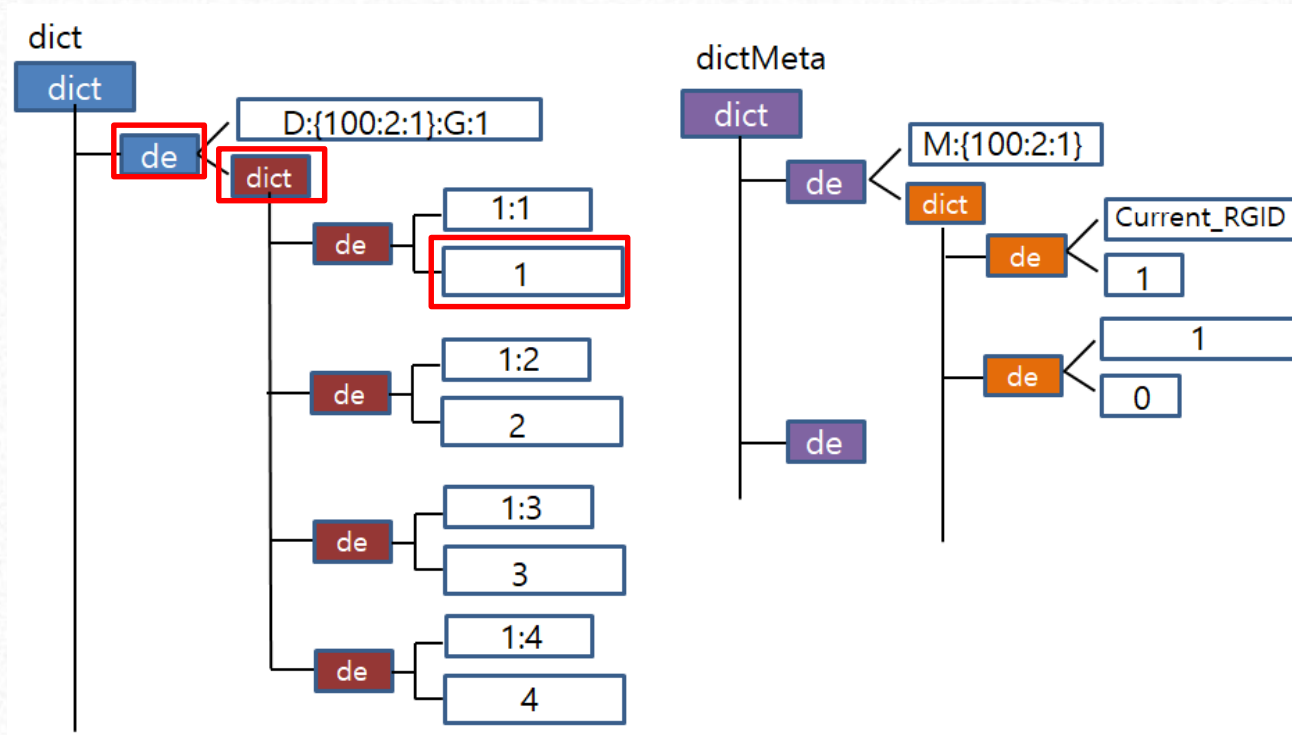 dict
dict
de
D:{100:2:1}:G:1
dict
de
1:1
1
de
1:2
2
de
1:3
3
de
1:4
4
dictMeta
dict
de
M:{100:2:1}
dict
de
Current_RGID
1
de
1
0
de